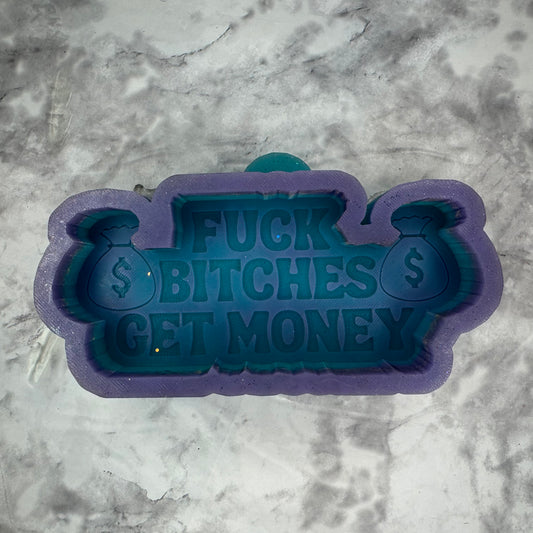 FUCK
BITCHES
GET MONEY
$
$